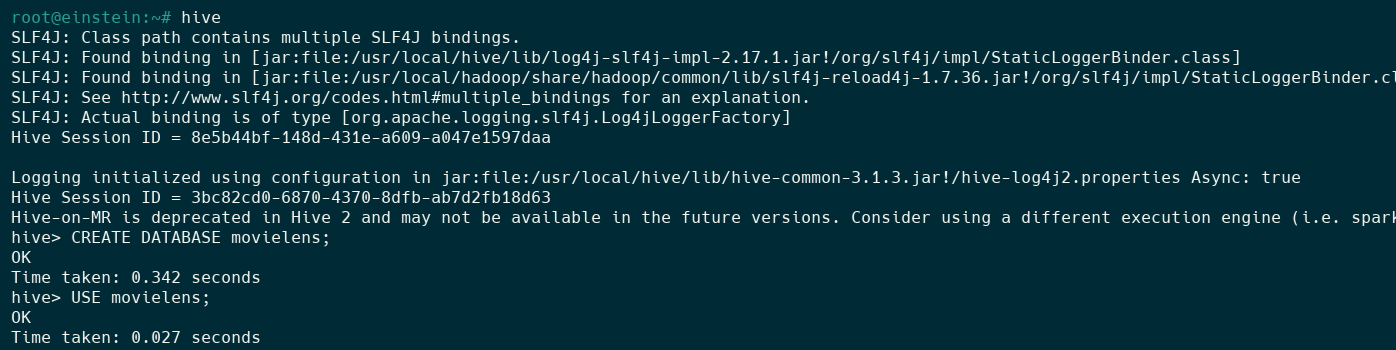 root@einstein:~# hive
SLF4J: Class path contains multiple SLF4J bindings.
SLF4J: Found binding in [jar:file:/usr/local/hive/lib/log4j-slf4j-impl-2.17.1.jar!/org/slf4j/impl/StaticLoggerBinder.class]
SLF4J: Found binding in [jar:file:/usr/local/hadoop/share/hadoop/common/lib/slf4j-reload4j-1.7.36.jar!/org/slf4j/impl/StaticLoggerBinder.cl
SLF4J: See http://www.slf4j.org/codes.html#multiple_bindings for an explanation.
SLF4J: Actual binding is of type [org.apache.logging.slf4j.Log4jLoggerFactory]
Hive Session ID = 8e5b44bf-148d-431e-a609-a047e1597daa
Logging initialized using configuration in jar:file:/usr/local/hive/lib/hive-common-3.1.3.jar!/hive-log4j2.properties Async: true
Hive Session ID = 3bc82cd0-6870-4370-8dfb-ab7d2fb18d63
Hive-on-MR is deprecated in Hive 2 and may not be available in the future versions. Consider using a different execution engine (i.e. spark
hive> CREATE DATABASE movielens;
OK
Time taken: 0.342 seconds
hive> USE movielens;
OK
Time taken: 0.027 seconds